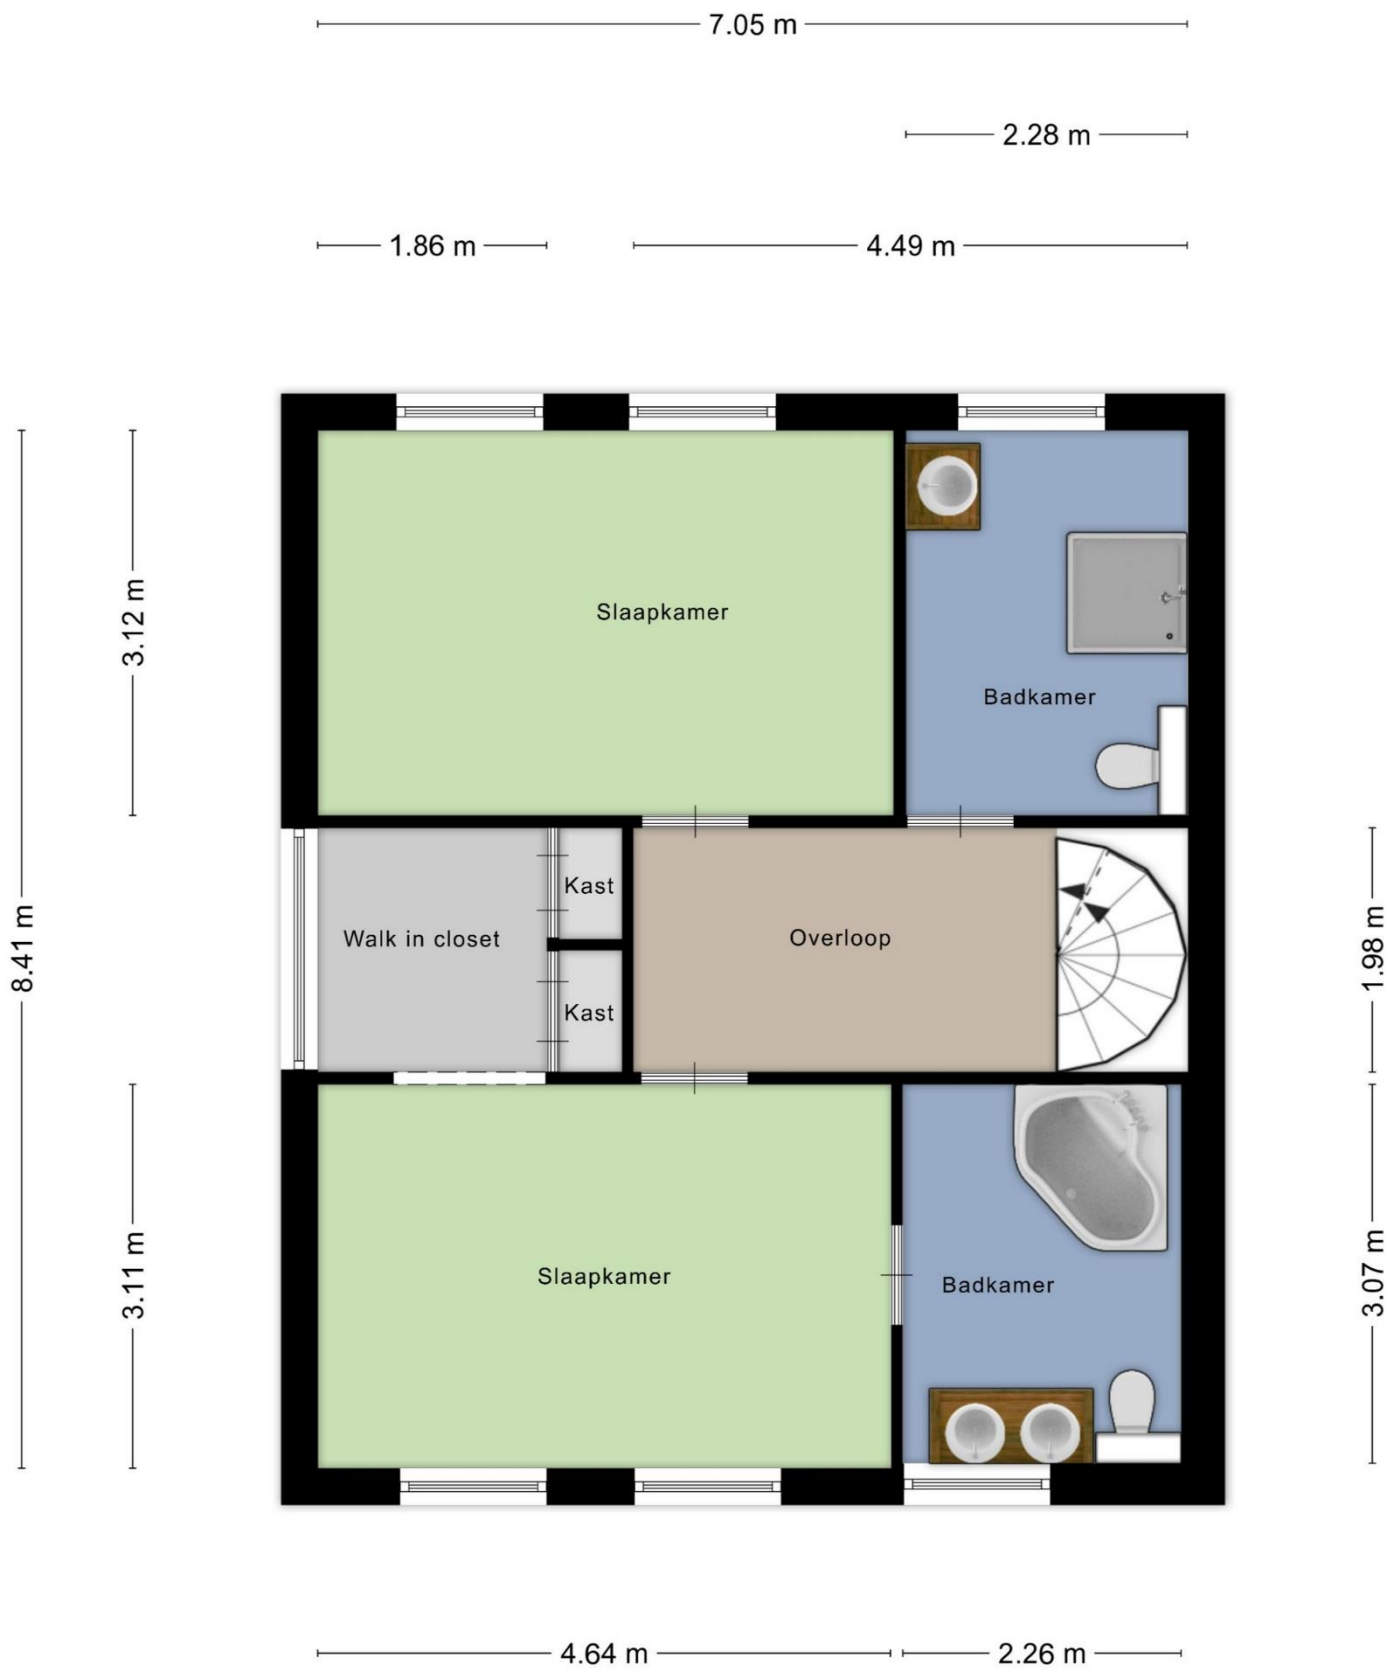 7.05 m
2.28 m
1.86 m
4.49 m
3.12 m
Slaapkamer
Badkamer
Kast
Walk in closet
Overloop
8.41 m
1.98 m
Kast
3.11 m
Slaapkamer
Badkamer
3.07 m
4.64 m
2.26 m